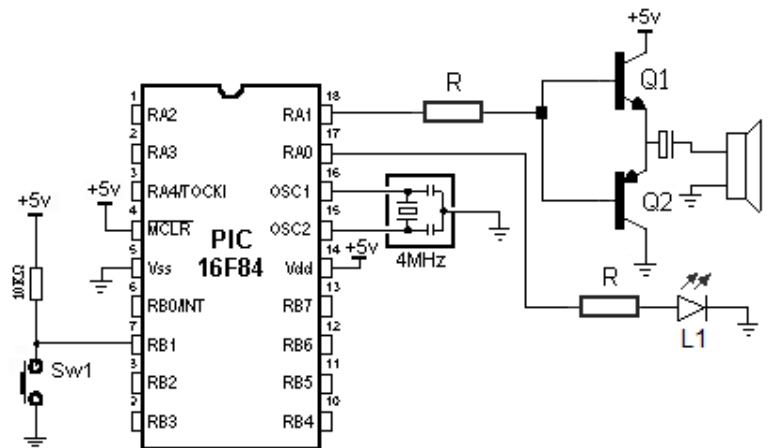 +5v
R
Q1
1 RA2
RA1 18
2 RA3
RA0 17
3 RA4/TOCKI
OSC1 16
+5v
4 MCLR
OSC2 15
PIC
16F84
4MHz
Q2
+5v
5 Vss
Vdd 14
+5v
10KΩ
6 RB0/INT
RB7 13
R
L1
7 RB1
RB6 12
Sw1
RB2
RB5 11
RB3
RB4 10